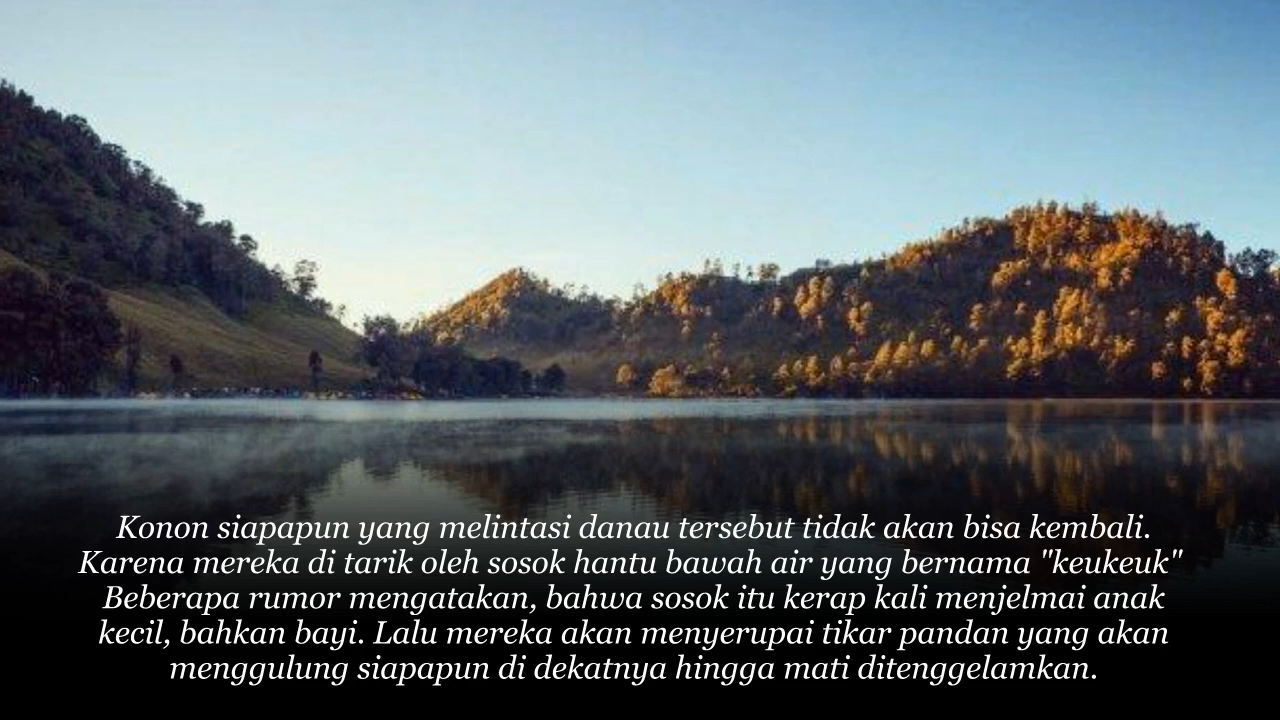 Konon siapapun yang melintasi danau tersebut tidak akan bisa kembali.
Karena mereka di tarik oleh sosok hantu bawah air yang bernama "keukeuk"
Beberapa rumor mengatakan, bahwa sosok itu kerap kali menjelmai anak
kecil, bahkan bayi. Lalu mereka akan menyerupai tikar pandan yang akan
menggulung siapapun di dekatnya hingga mati ditenggelamkan.